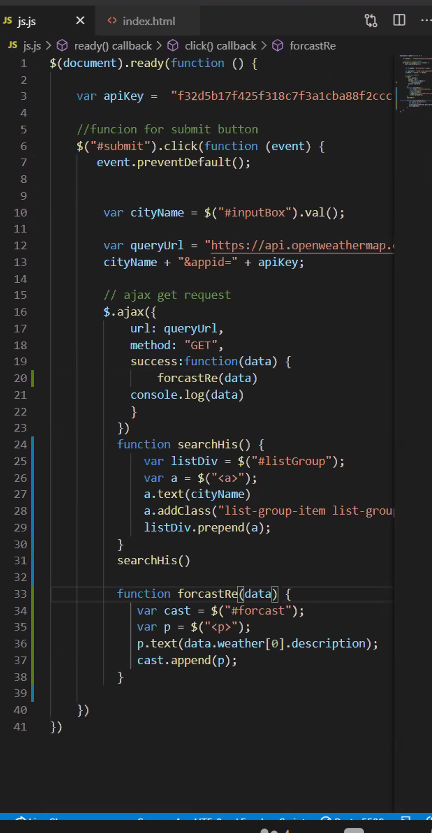 JS js.js × <> index.html
JS js.js > ready() callback > click() callback > forcastRe
1 $(document).ready(function () {
2
3 var apiKey = "f32d5b17f425f318c7f3a1cba88f2ccc
4
5 //funcion for submit button
6 $("#submit").click(function (event) {
7 event.preventDefault();
8
9
10 var cityName = $("#inputBox").val();
11
12 var queryUrl = "https://api.openweathermap.
13 cityName + "&appid=" + apiKey;
14
15 // ajax get request
16 $.ajax({
17 url: queryUrl,
18 method: "GET",
19 success:function(data) {
20 forcastRe(data)
21 console.log(data)
22 }
23 })
24 function searchHis() {
25 var listDiv = $("#listGroup");
26 var a = $("<a>");
27 a.text(cityName)
28 a.addClass("list-group-item list-grou
29 listDiv.prepend(a);
30 }
31 searchHis()
32
33 function forcastRe(data) {
34 var cast = $("#forcast");
35 var p = $("<p>");
36 p.text(data.weather[0].description);
37 cast.append(p);
38 }
39
40 })
41 })